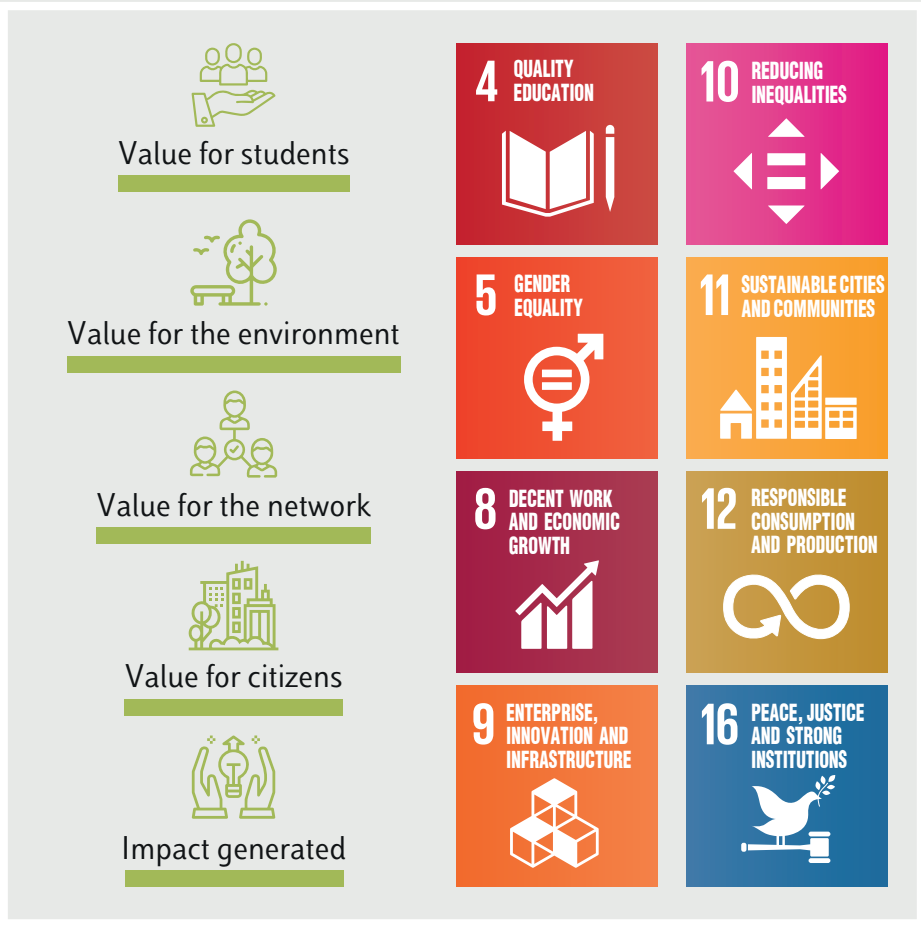 Value for students
Value for the environment
Value for the network
Value for citizens
Impact generated
4 QUALITY
EDUCATION
10 REDUCING
INEQUALITIES
5 GENDER
EQUALITY
11 SUSTAINABLE CITIES
AND COMMUNITIES
8 DECENT WORK
AND ECONOMIC
GROWTH
12 RESPONSIBLE
CONSUMPTION
AND PRODUCTION
9 ENTERPRISE,
INNOVATION AND
INFRASTRUCTURE
16 PEACE, JUSTICE
AND STRONG
INSTITUTIONS